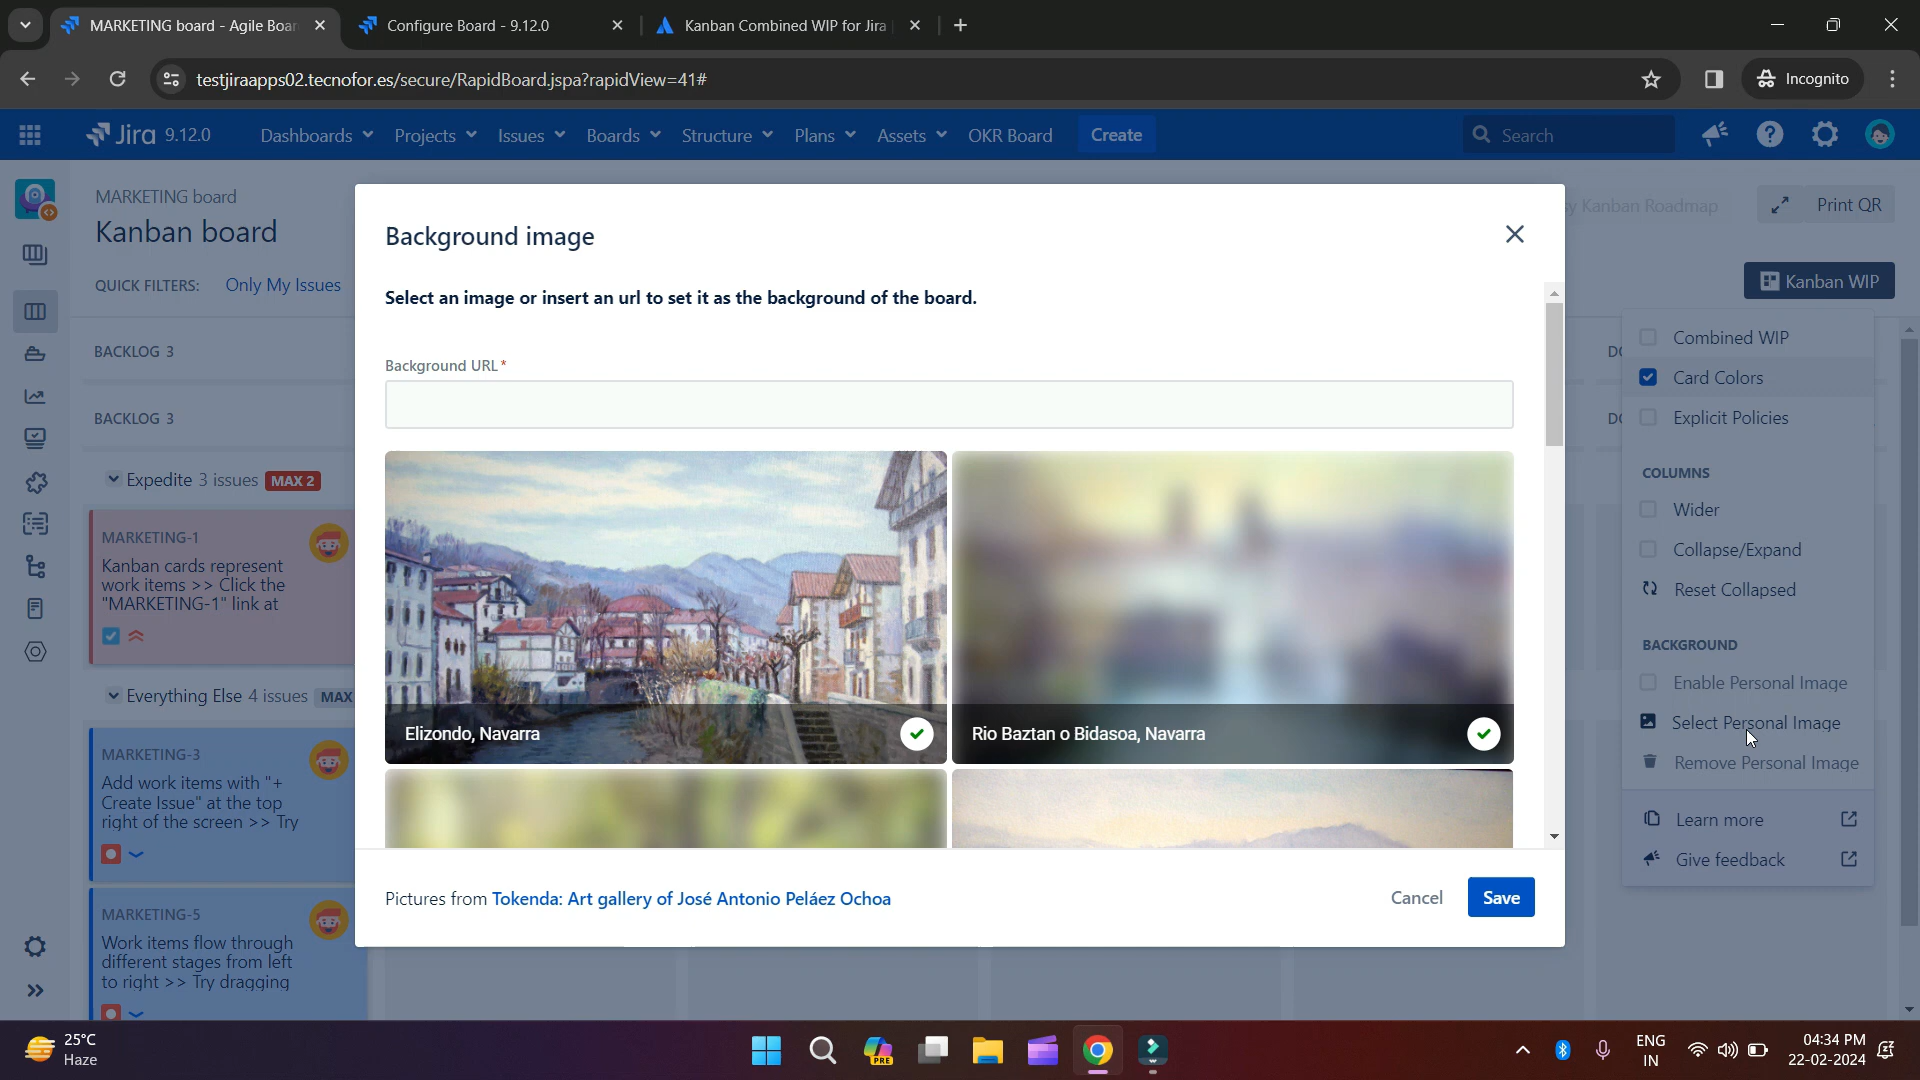 MARKETING board - Agile Boar
Configure Board - 9.12.0
Kanban Combined WIP for Jira
testjiraapps02.tecnofor.es/secure/RapidBoard.jspa?rapidView=41#
Incognito
Jira 9.12.0
Dashboards
Projects
Issues
Boards
Structure
Plans
Assets
OKR Board
Create
Search
MARKETING board
Kanban board
sy Kanban Roadmap
Print QR
QUICK FILTERS:
Only My Issues
Kanban WIP
BACKLOG 3
BACKLOG 3
Expedite 3 issues MAX 2
MARKETING-1
Kanban cards represent
work items >> Click the
"MARKETING-1" link at
Everything Else 4 issues MAX
MARKETING-3
Add work items with "+
Create Issue" at the top
right of the screen >> Try
MARKETING-5
Work items flow through
different stages from left
to right >> Try dragging
Background image
Select an image or insert an url to set it as the background of the board.
Background URL *
Elizondo, Navarra
Rio Baztan o Bidasoa, Navarra
Pictures from Tokenda: Art gallery of José Antonio Peláez Ochoa
Cancel
Save
Combined WIP
Card Colors
Explicit Policies
COLUMNS
Wider
Collapse/Expand
Reset Collapsed
BACKGROUND
Enable Personal Image
Select Personal Image
Remove Personal Image
Learn more
Give feedback
25°C
Haze
PRE
ENG
IN
04:34 PM
22-02-2024